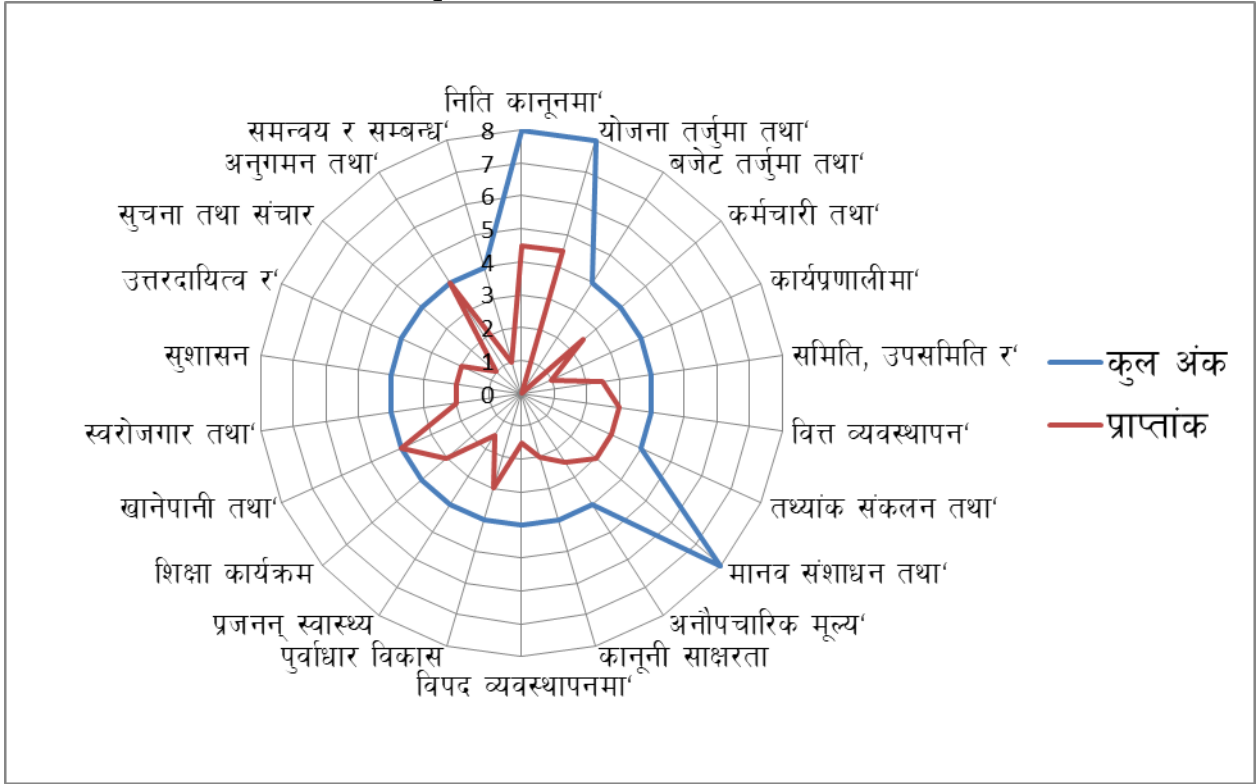 निति कानूनमा‘
योजना तर्जुमा तथा‘
बजेट तर्जुमा तथा‘
कर्मचारी तथा‘
कार्यप्रणालीमा‘
समिति, उपसमिति र‘
वित्त व्यवस्थापन‘
तथ्यांक संकलन तथा‘
मानव संशाधन तथा‘
अनौपचारिक मूल्य‘
कानूनी साक्षरता
विपद व्यवस्थापनमा‘
पुर्वाधार विकास
प्रजनन् स्वास्थ्य
शिक्षा कार्यक्रम
खानेपानी तथा‘
स्वरोजगार तथा‘
सुशासन
उत्तरदायित्व र‘
सुचना तथा संचार
अनुगमन तथा‘
समन्वय र सम्बन्ध‘
8
7
6
5
4
3
2
1
0
कुल अंक
प्राप्तांक